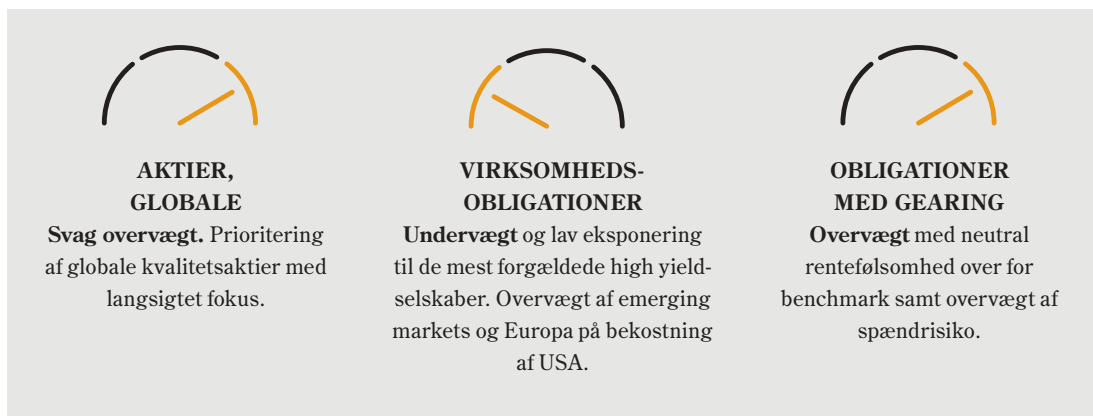 AKTIER,
GLOBALE
Svag overvægt. Prioritering
af globale kvalitetsaktier med
langsigtet fokus.
VIRKSOMHEDS-
OBLIGATIONER
Undervægt og lav eksponering
til de mest forgældede high yield-
selskaber. Overvægt af emerging
markets og Europa på bekostning
af USA.
OBLIGATIONER
MED GEARING
Overvægt med neutral
rentefølsomhed over for
benchmark samt overvægt af
spændrisiko.